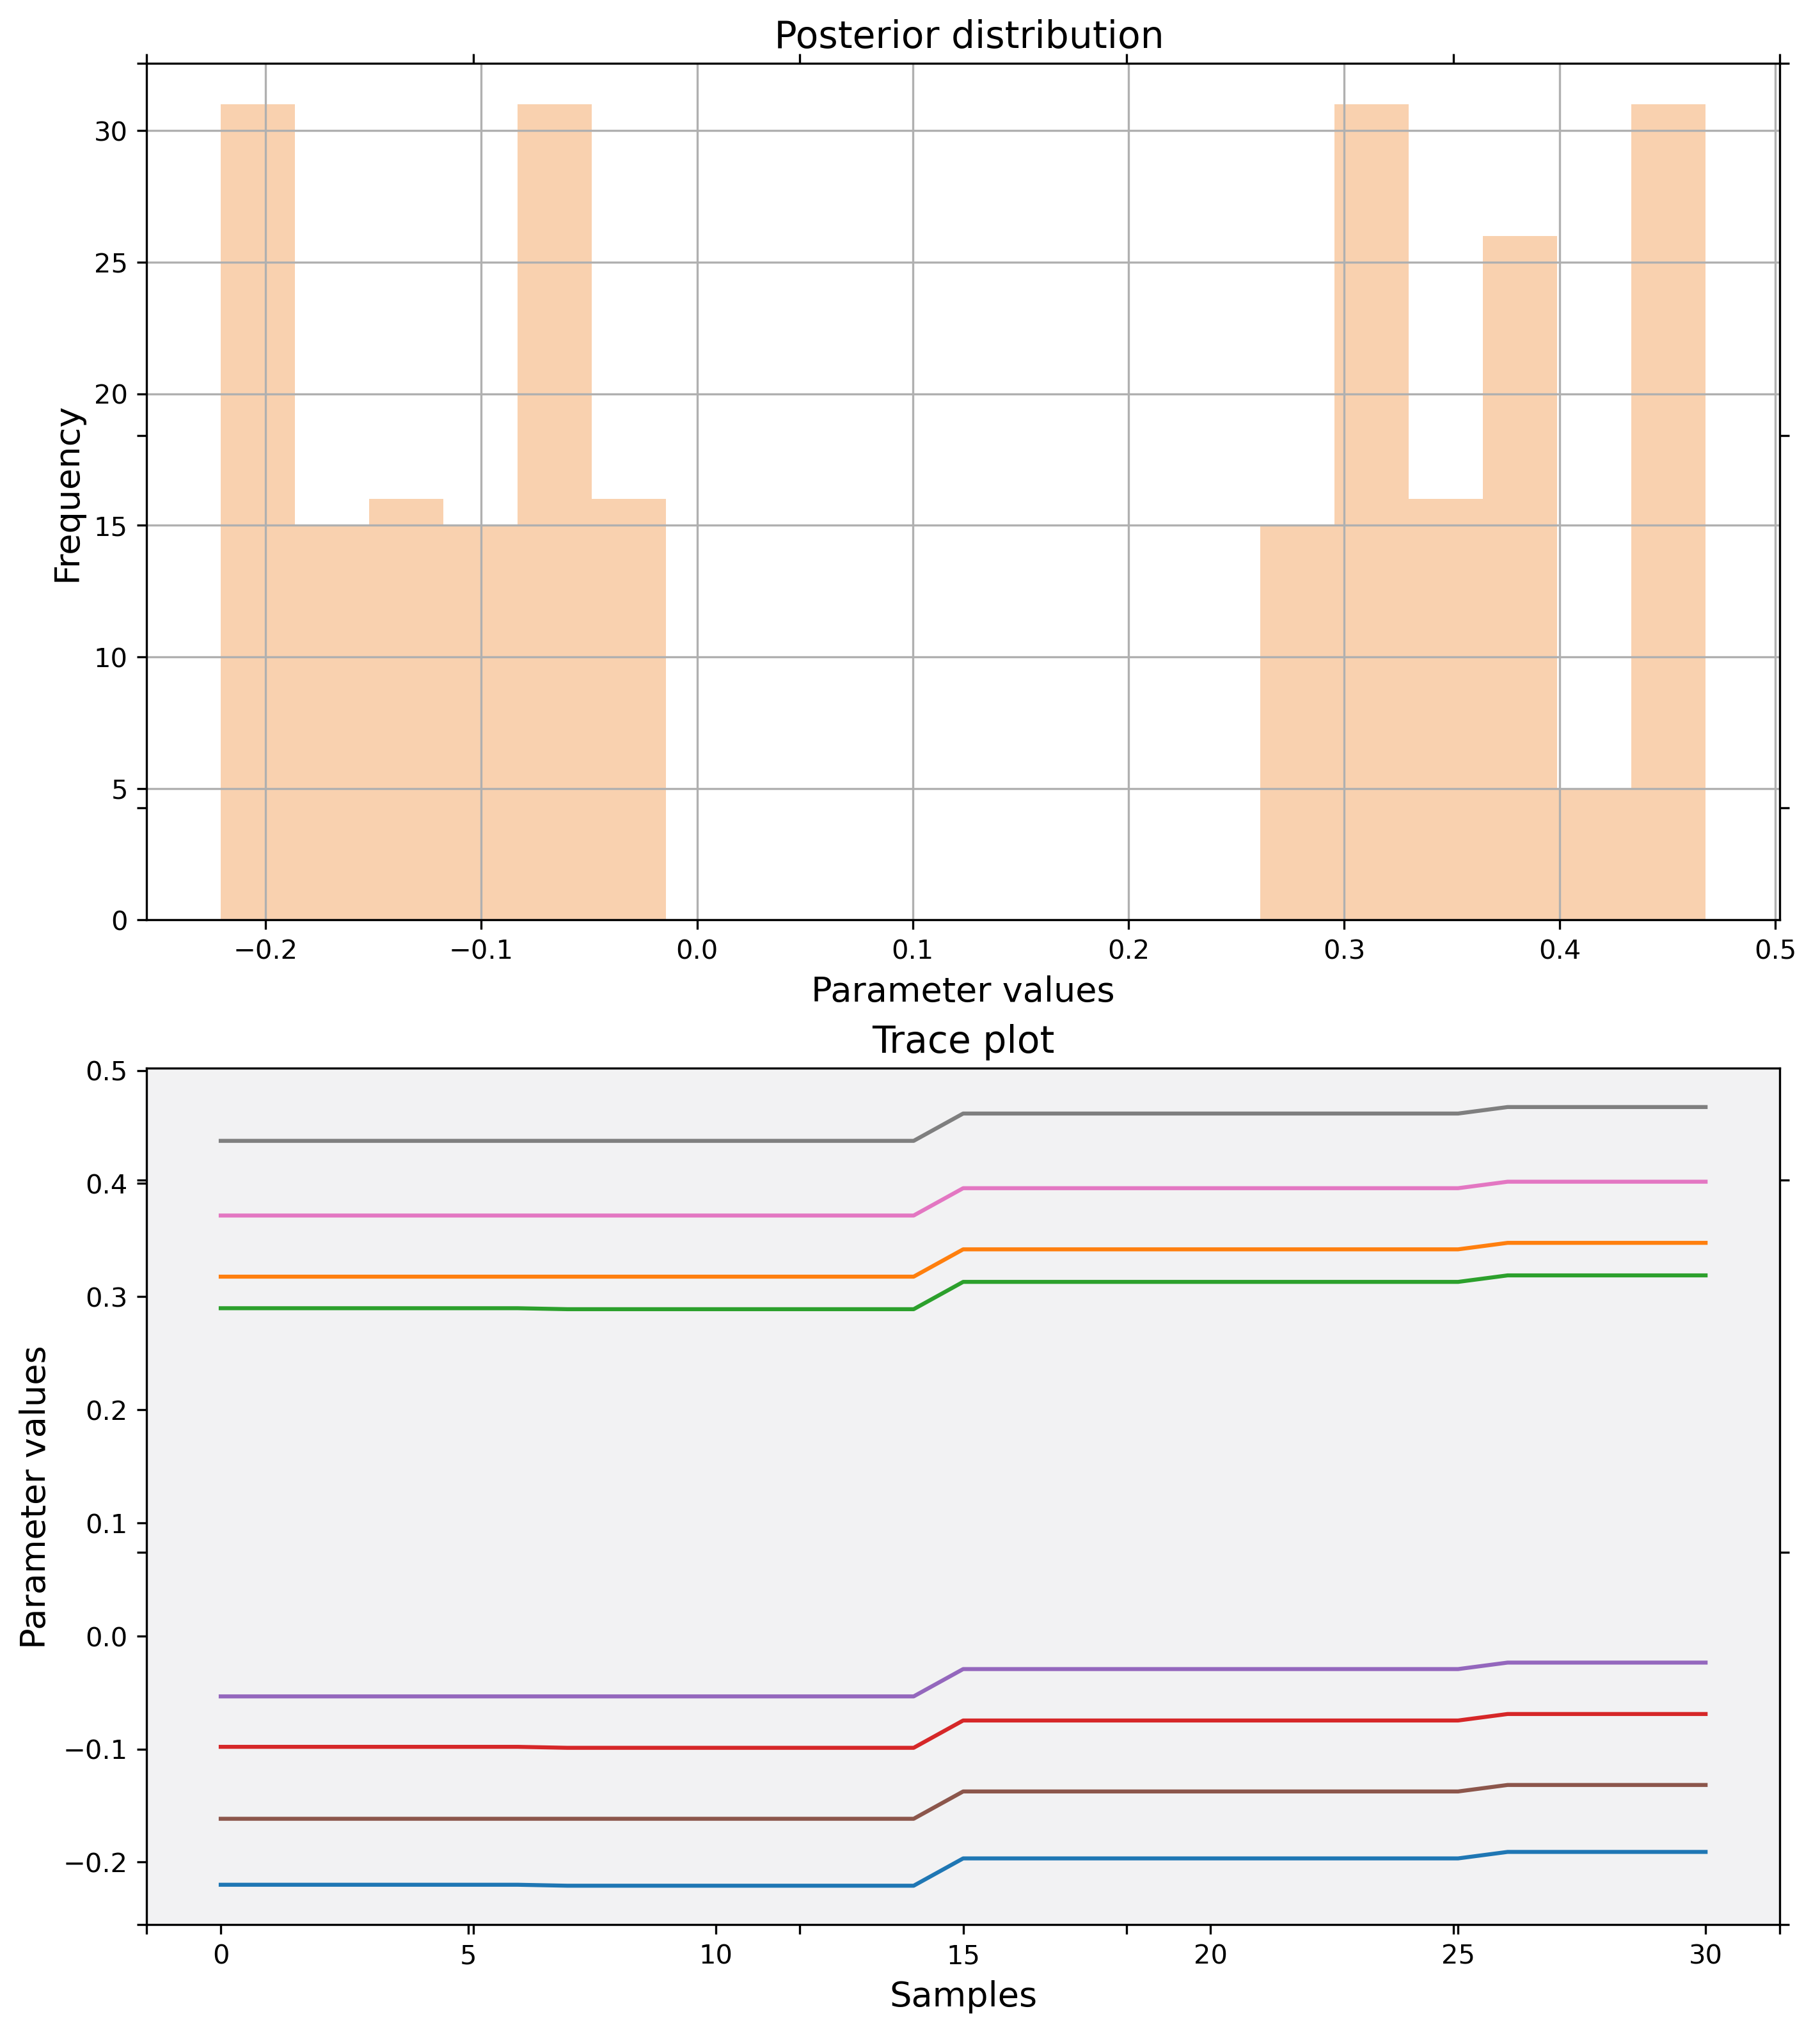 Posterior distribution
30
25
20
15
10
5
0
Frequency
−0.2 −0.1 0.0 0.1 0.2 0.3 0.4 0.5
Parameter values
Trace plot
0.5
0.4
0.3
0.2
0.1
0.0
−0.1
−0.2
Parameter values
0 5 10 15 20 25 30
Samples